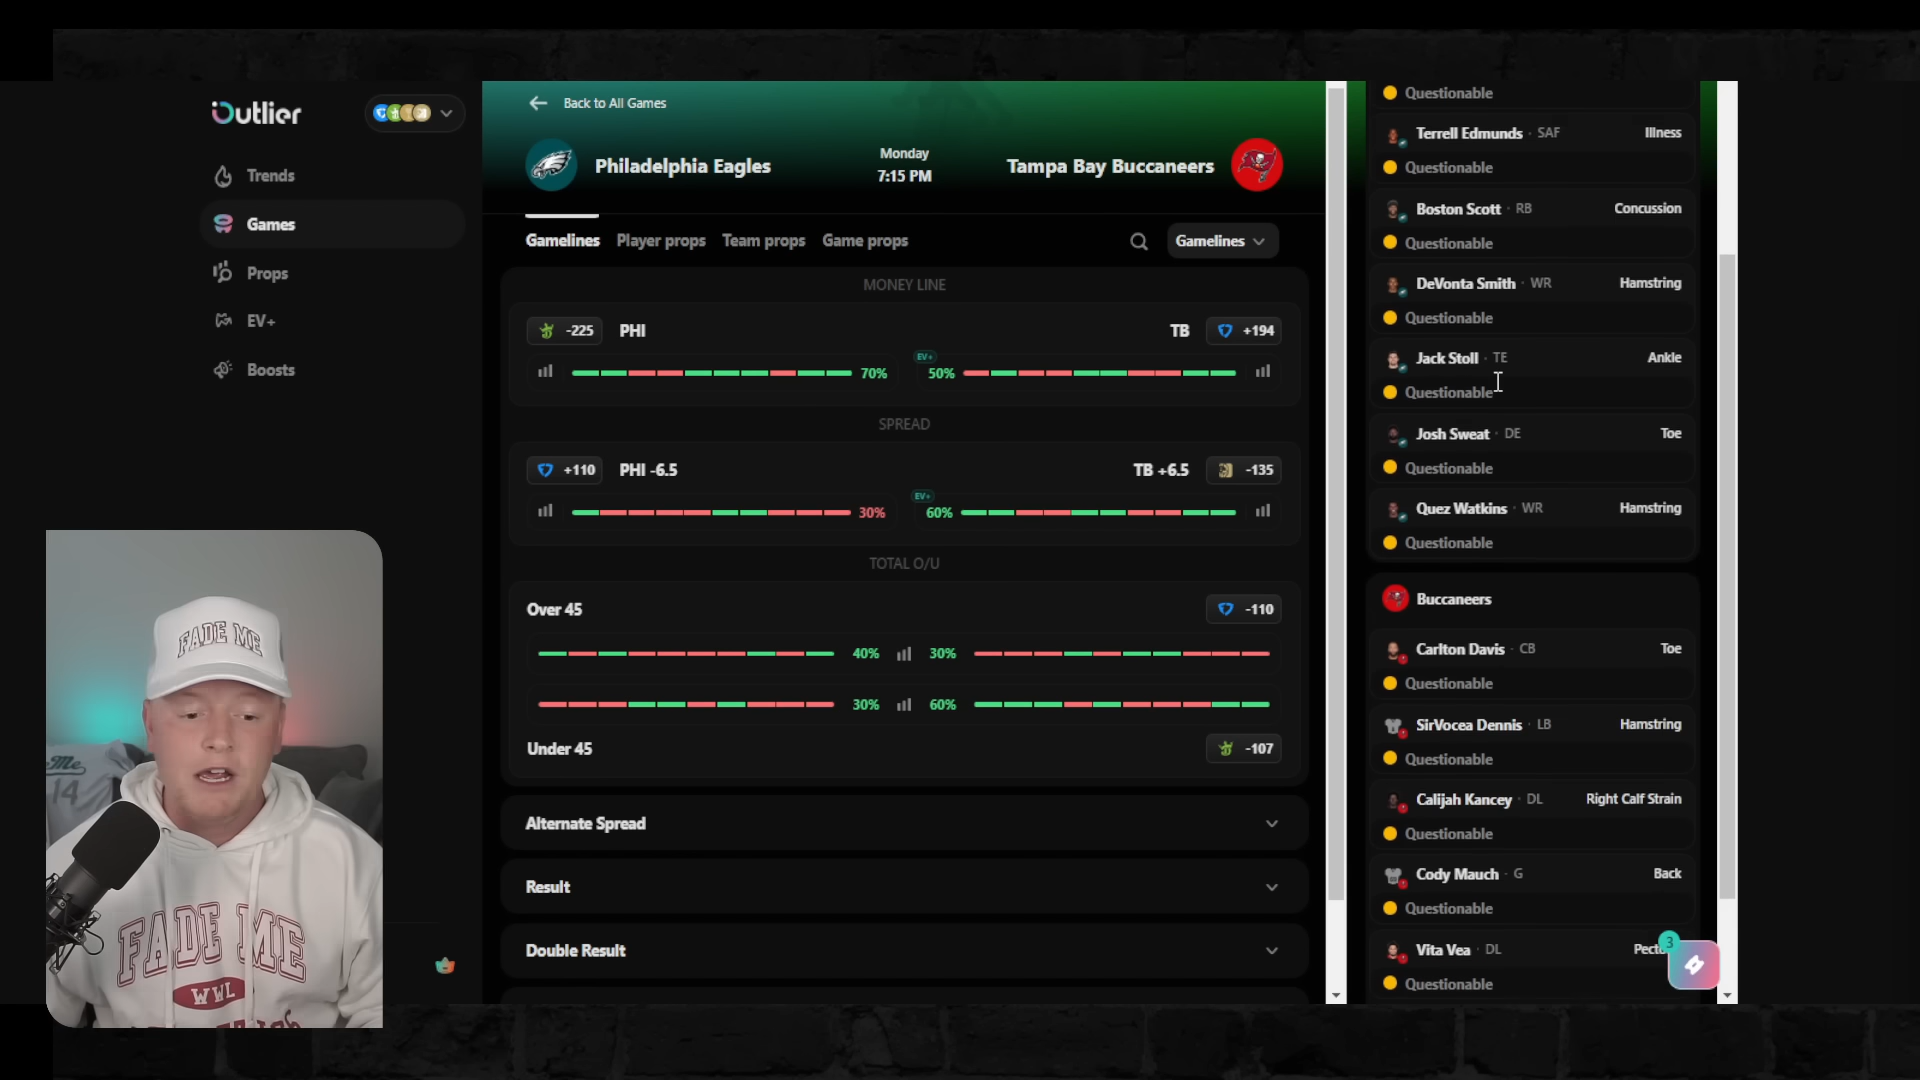 Outlier
Trends
Games
Props
EV+
Boosts
Back to All Games
Philadelphia Eagles
Monday
7:15 PM
Tampa Bay Buccaneers
Gamelines
Player props
Team props
Game props
Gamelines
MONEY LINE
-225 PHI
TB +194
70%
EV+
50%
SPREAD
+110 PHI -6.5
TB +6.5 -135
30%
EV+
60%
TOTAL O/U
Over 45
-110
40% 30%
30% 60%
Under 45
-107
Alternate Spread
Result
Double Result
Questionable
Terrell Edmunds · SAF Illness
Questionable
Boston Scott · RB Concussion
Questionable
DeVonta Smith · WR Hamstring
Questionable
Jack Stoll · TE Ankle
Questionable
Josh Sweat · DE Toe
Questionable
Quez Watkins · WR Hamstring
Questionable
Buccaneers
Carlton Davis · CB Toe
Questionable
SirVocea Dennis · LB Hamstring
Questionable
Calijah Kancey · DL Right Calf Strain
Questionable
Cody Mauch · G Back
Questionable
Vita Vea · DL
Questionable
3
FADE ME
Me
14
FADE ME
WWL